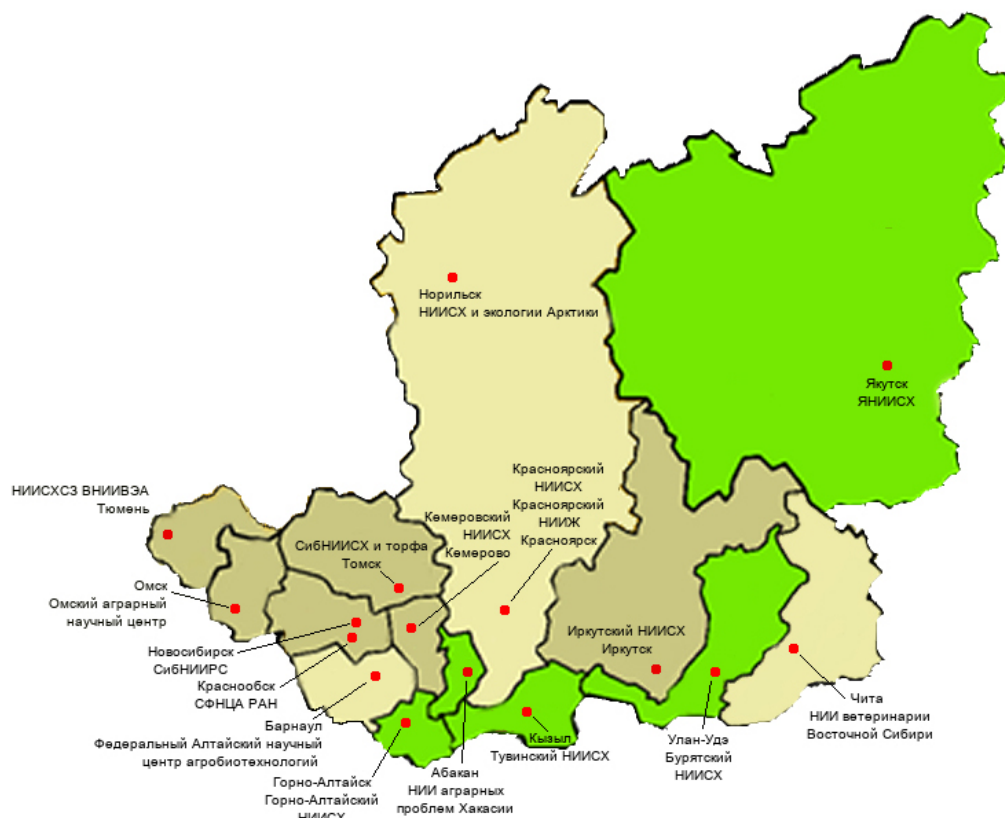 Норильск
НИИСХ и экологии Арктики
Якутск
ЯНИИСХ
НИИСХСЗ ВНИИВЭА
Тюмень
Красноярский
НИИСХ
Красноярский
НИИЖ
Красноярск
Кемеровский
НИИСХ
Кемерово
СибНИИСХ и торфа
Томск
Омск
Омский аграрный
научный центр
Новосибирск
СибНИИРС
Краснообск
СФНЦА РАН
Барнаул
Федеральный Алтайский научный
центр агробиотехнологий
Горно-Алтайск
Горно-Алтайский
НИИСХ
Абакан
НИИ аграрных
проблем Хакасии
Кызыл
Тувинский НИИСХ
Иркутский НИИСХ
Иркутск
Улан-Удэ
Бурятский
НИИСХ
Чита
НИИ ветеринарии
Восточной Сибири